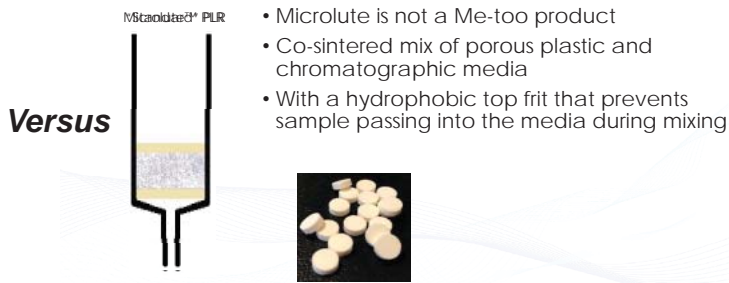 • Microlute is not a Me-too product
• Co-sintered mix of porous plastic and
chromatographic media
• With a hydrophobic top frit that prevents
sample passing into the media during mixing
Versus